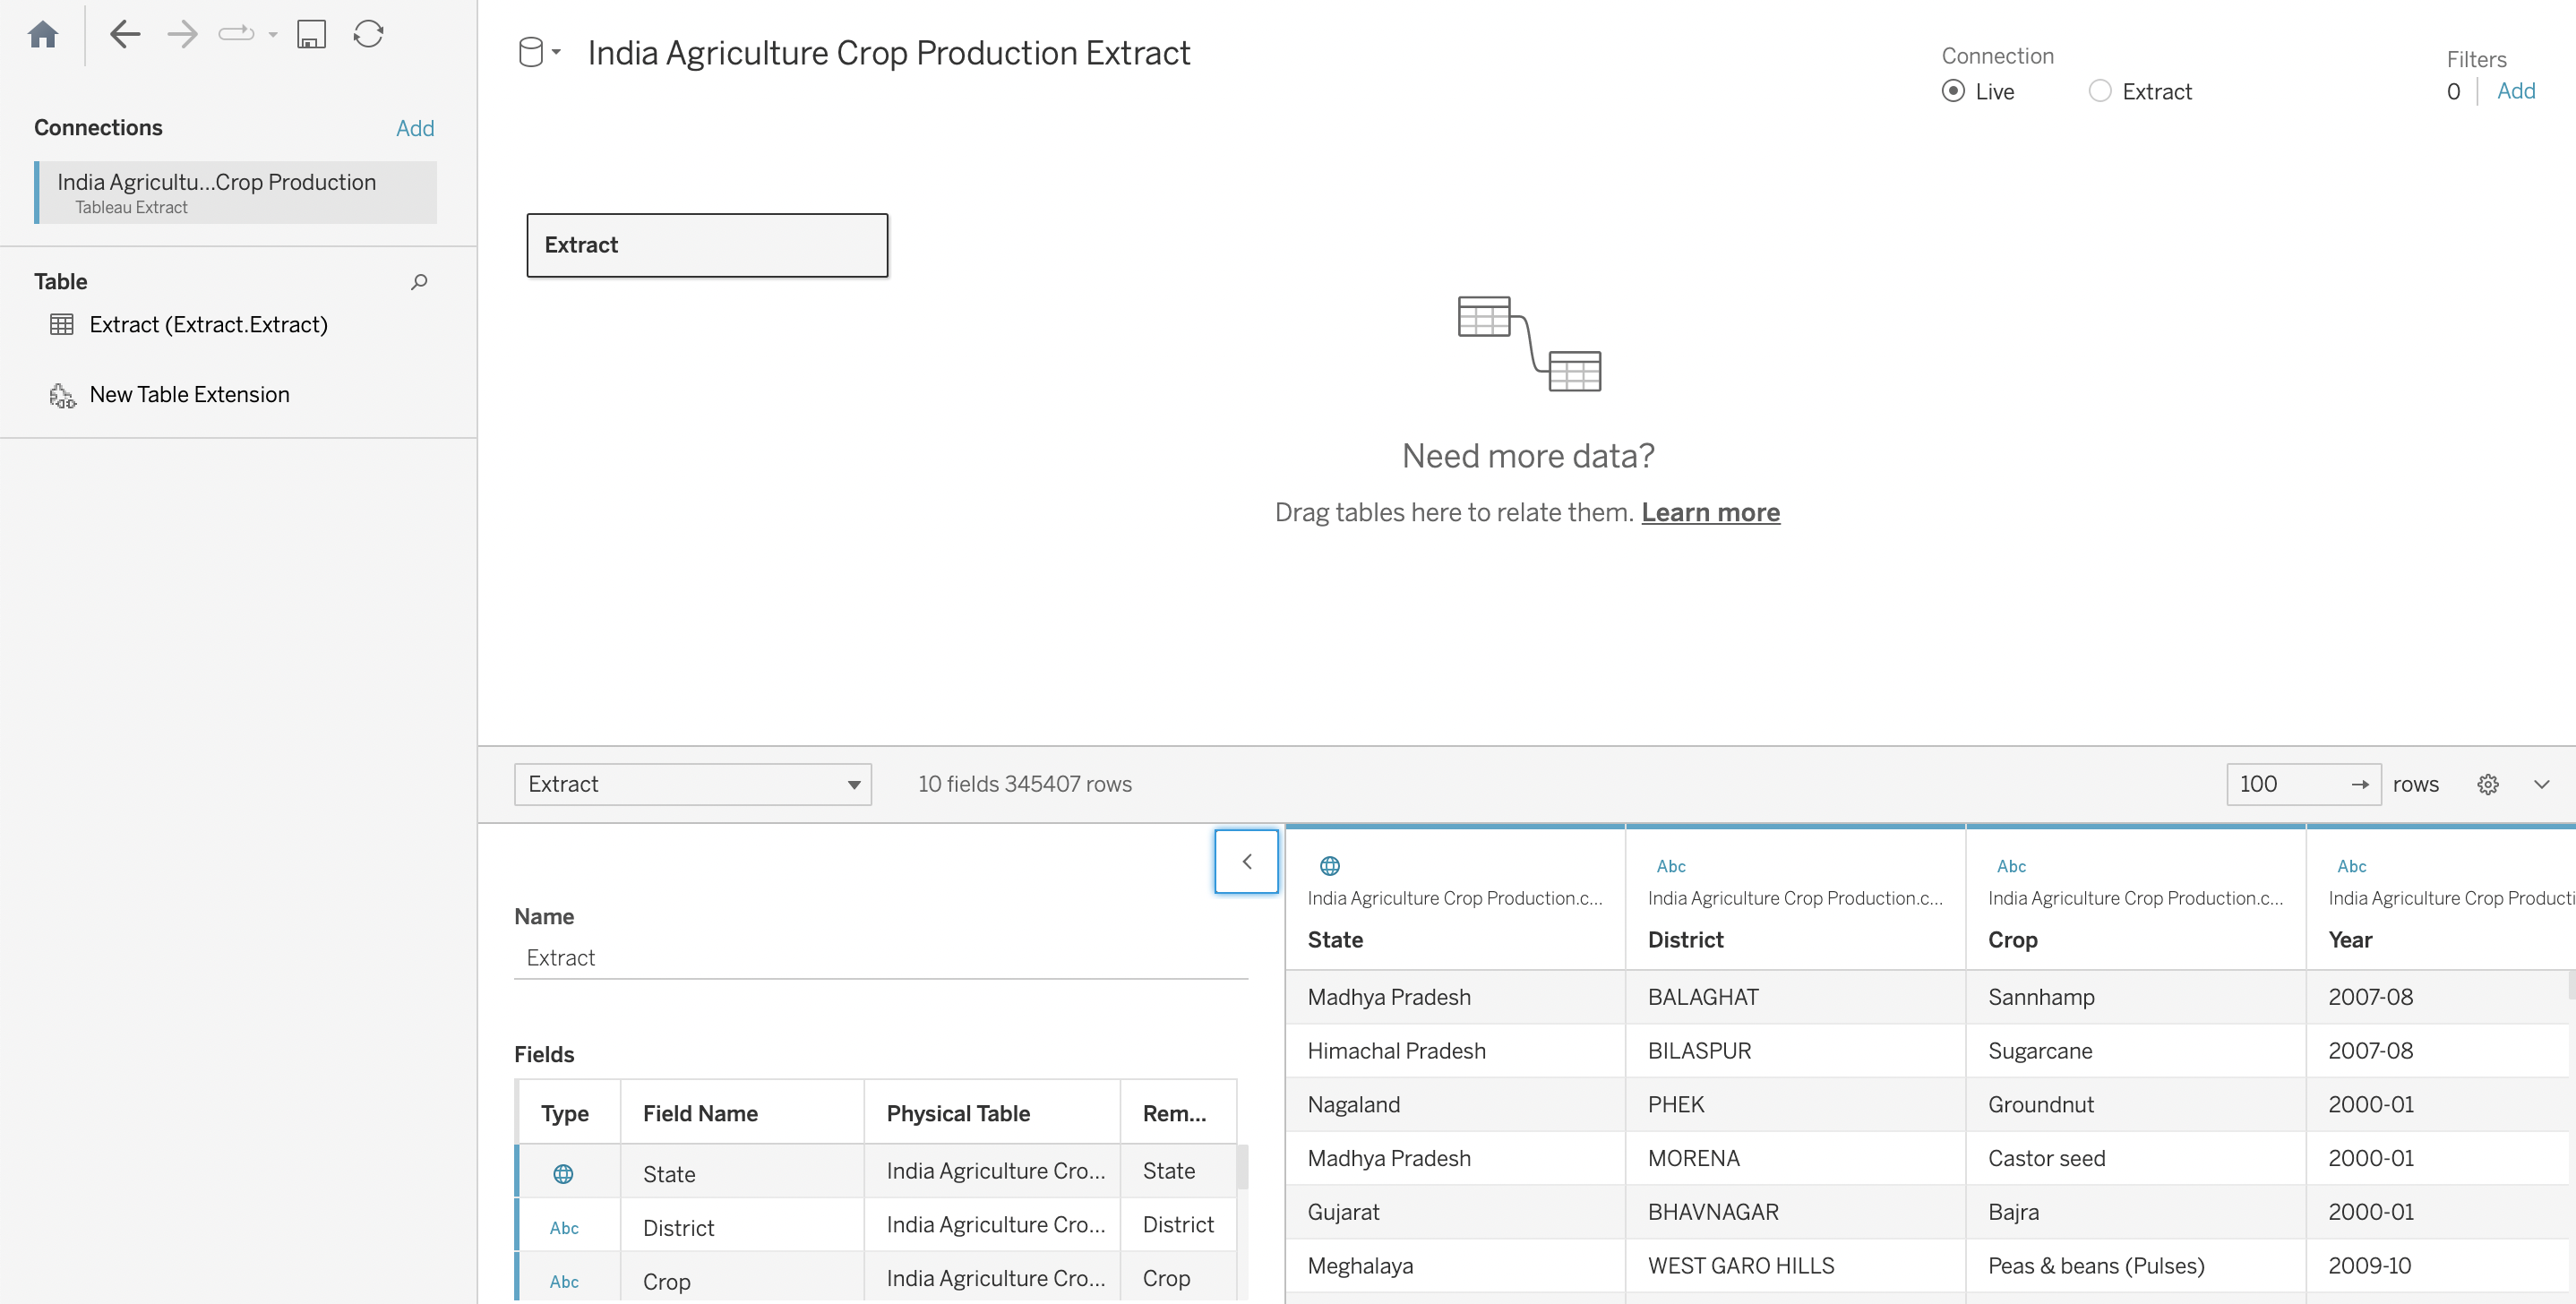 India Agriculture Crop Production Extract
Connection
Live
Extract
Filters
0
Add
Connections
Add
India Agricultu...Crop Production
Tableau Extract
Table
Extract (Extract.Extract)
New Table Extension
Extract
Need more data?
Drag tables here to relate them. Learn more
Extract
10 fields 345407 rows
100
rows
Name
Extract
Fields
Type Field Name Physical Table Rem...
State India Agriculture Cro... State
Abc District India Agriculture Cro... District
Abc Crop India Agriculture Cro... Crop
Abc Abc Abc
India Agriculture Crop Production.c... India Agriculture Crop Production.c... India Agriculture Crop Production.c... India Agriculture Crop Producti
State District Crop Year
Madhya Pradesh BALAGHAT Sannhamp 2007-08
Himachal Pradesh BILASPUR Sugarcane 2007-08
Nagaland PHEK Groundnut 2000-01
Madhya Pradesh MORENA Castor seed 2000-01
Gujarat BHAVNAGAR Bajra 2000-01
Meghalaya WEST GARO HILLS Peas & beans (Pulses) 2009-10